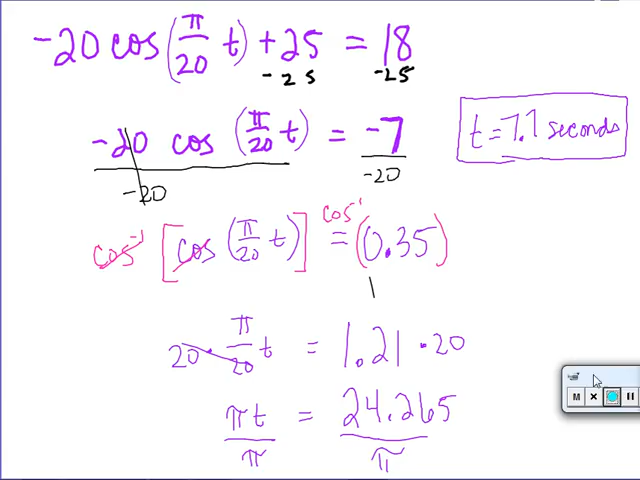 -20 cos(π/20 t) + 25 = 18
-25 -25
-20 cos(π/20 t) = -7
-20 -20
t = 7.7 seconds
cos⁻¹ [cos(π/20 t)] = cos⁻¹(0.35)
20 · π/20 t = 1.21 · 20
πt/π = 24.265/π
M